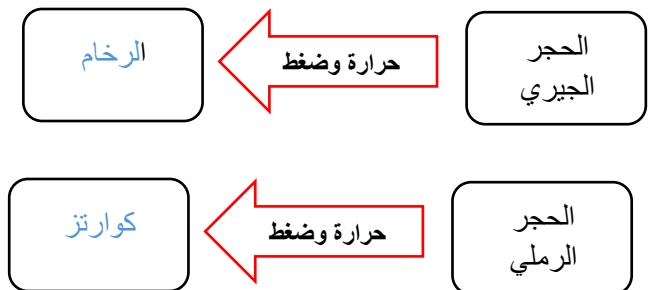 الحجر
الجيري
حرارة وضغط
الرخام
الحجر
الرملي
حرارة وضغط
كوارتز